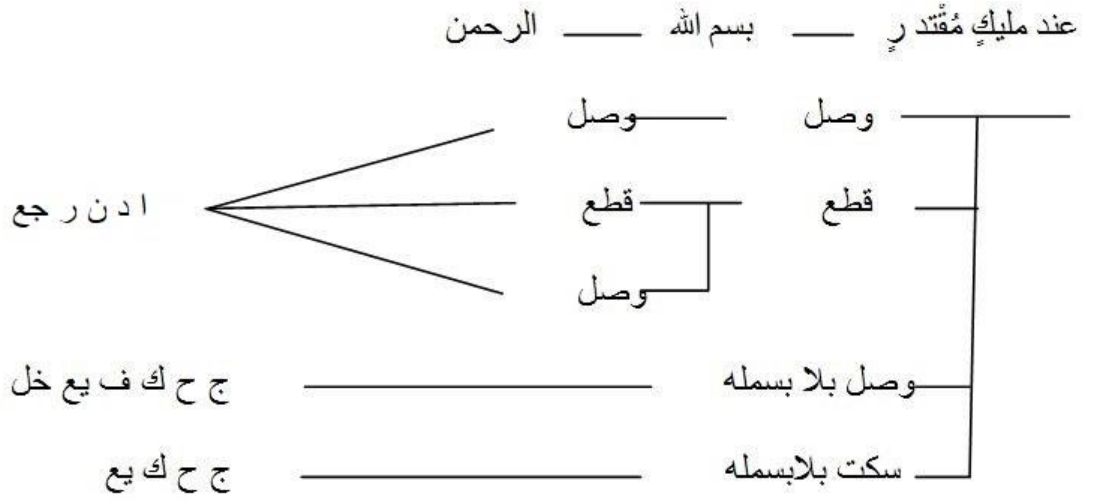 عند مليكٍ مُقْتد رٍ — بسم الله — الرحمن
وصل وصل
قطع قطع ا د ن ر جع
وصل
وصل بلا بسمله ج ح ك ف يع خل
سكت بلابسمله ج ح ك يع